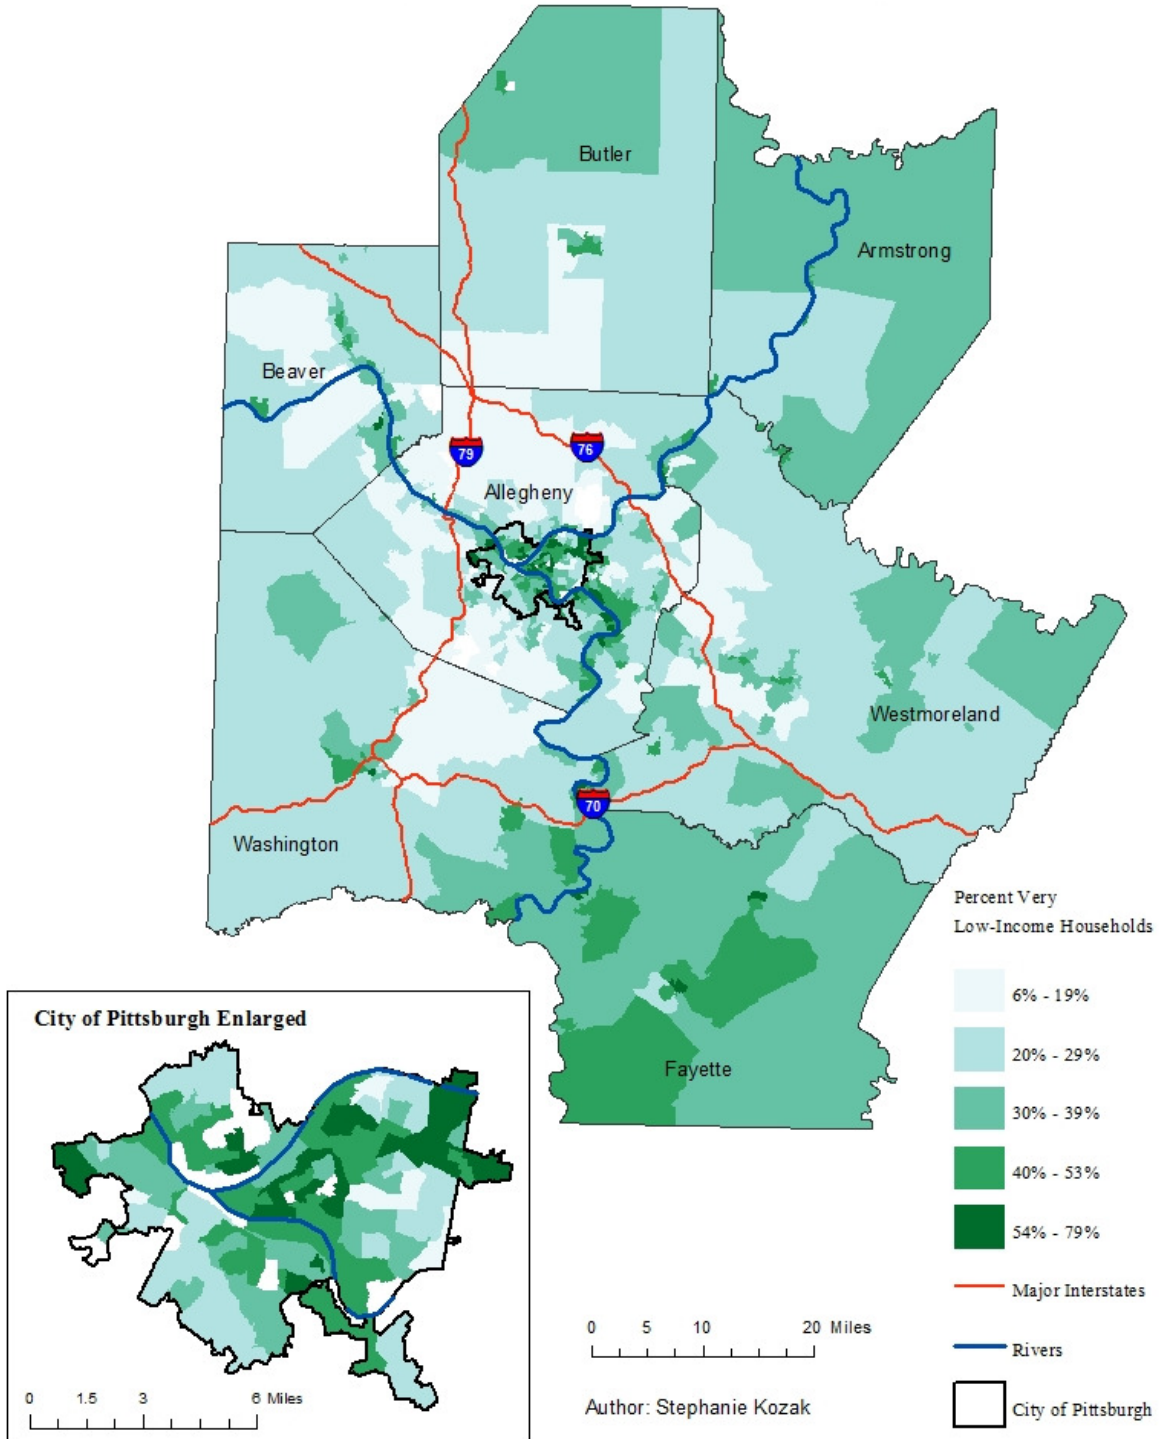 Butler
Armstrong
Beaver
79
76
Allegheny
Westmoreland
70
Washington
Fayette
Percent Very
Low-Income Households
6% - 19%
20% - 29%
30% - 39%
40% - 53%
54% - 79%
Major Interstates
Rivers
City of Pittsburgh
City of Pittsburgh Enlarged
0 1.5 3 6 Miles
0 5 10 20 Miles
Author: Stephanie Kozak